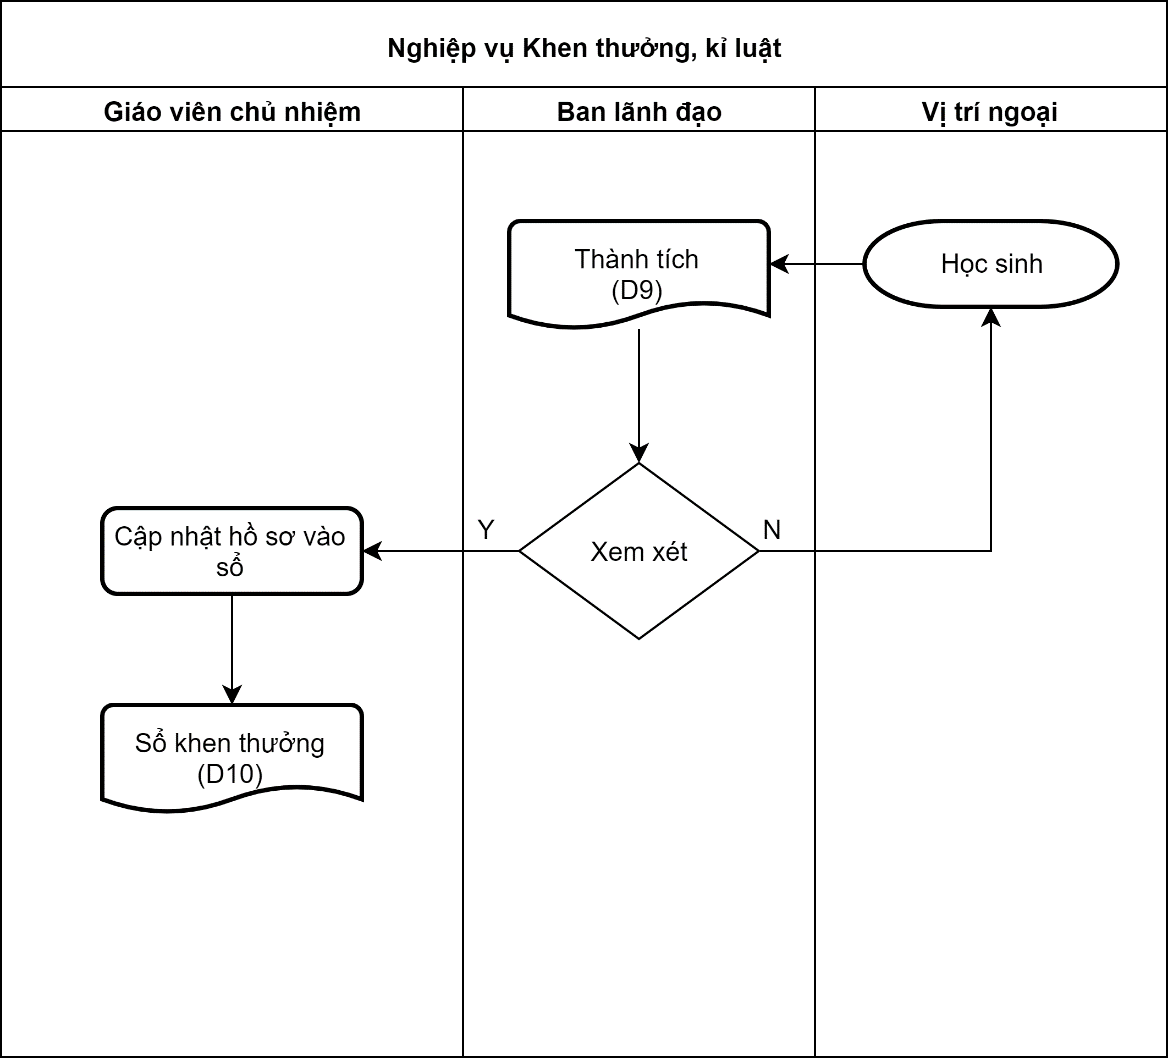 Nghiệp vụ Khen thưởng, kỉ luật
Giáo viên chủ nhiệm
Ban lãnh đạo
Vị trí ngoại
Thành tích
(D9)
Học sinh
Y
N
Cập nhật hồ sơ vào
sổ
Xem xét
Sổ khen thưởng
(D10)